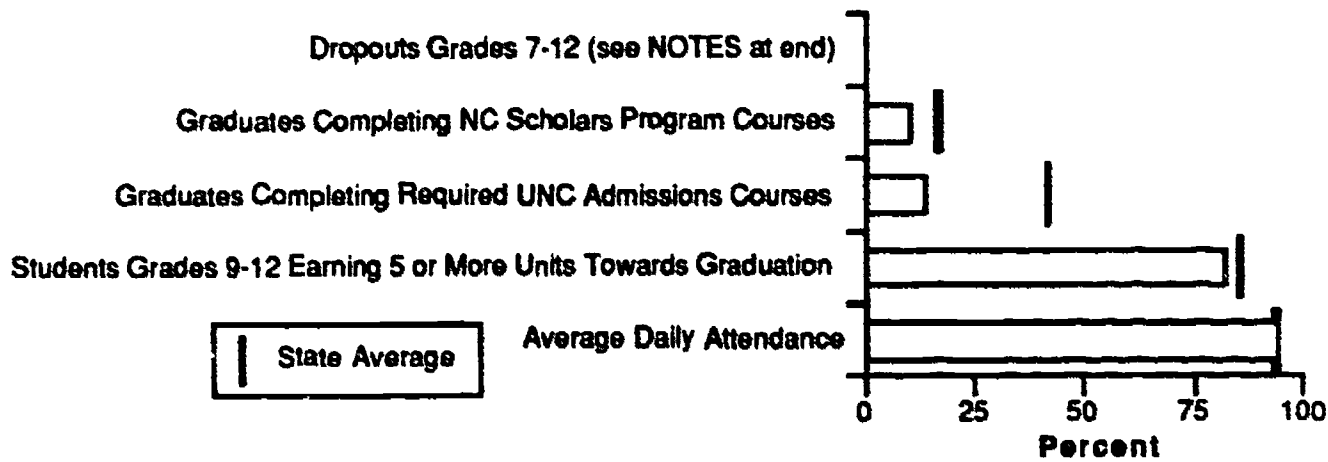 Dropouts Grades 7-12 (see NOTES at end)
Graduates Completing NC Scholars Program Courses
Graduates Completing Required UNC Admissions Courses
Students Grades 9-12 Earning 5 or More Units Towards Graduation
Average Daily Attendance
State Average
0 25 50 75 100
Percent